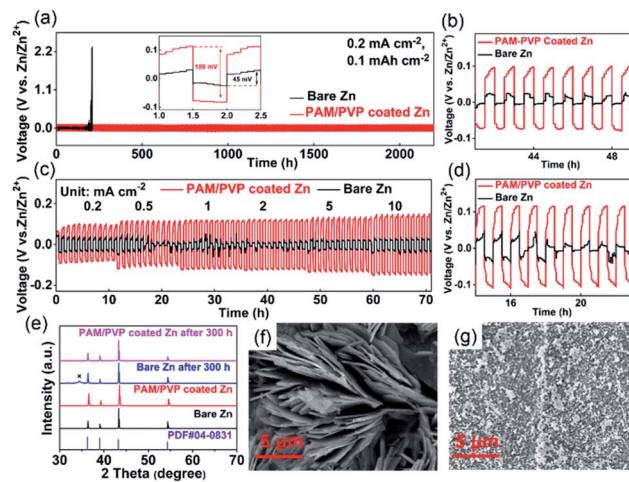 (a)
0.2 mA cm⁻²,
0.1 mAh cm⁻²
Voltage (V vs. Zn/Zn²⁺)
2.2
1.1
0.0
0.1
0.0
-0.1
188 mV
45 mV
1.0 1.5 2.0 2.5
Bare Zn
PAM/PVP coated Zn
0 500 1000 1500 2000
Time (h)
(b)
PAM-PVP Coated Zn
Bare Zn
Voltage (V vs. Zn/Zn²⁺)
0.1
0.0
-0.1
44 48
Time (h)
(c)
Unit: mA cm⁻²
PAM/PVP coated Zn
Bare Zn
0.2 0.5 1 2 5 10
Voltage (V vs.Zn/Zn²⁺)
0.2
0.0
-0.2
0 10 20 30 40 50 60 70
Time (h)
(d)
PAM/PVP coated Zn
Bare Zn
Voltage (V vs. Zn/Zn²⁺)
0.1
0.0
-0.1
16 20
Time (h)
(e)
PAM/PVP coated Zn after 300 h
×
Bare Zn after 300 h
PAM/PVP coated Zn
Bare Zn
PDF#04-0831
Intensity (a.u.)
30 40 50 60 70
2 Theta (degree)
(f)
5 μm
(g)
5 μm